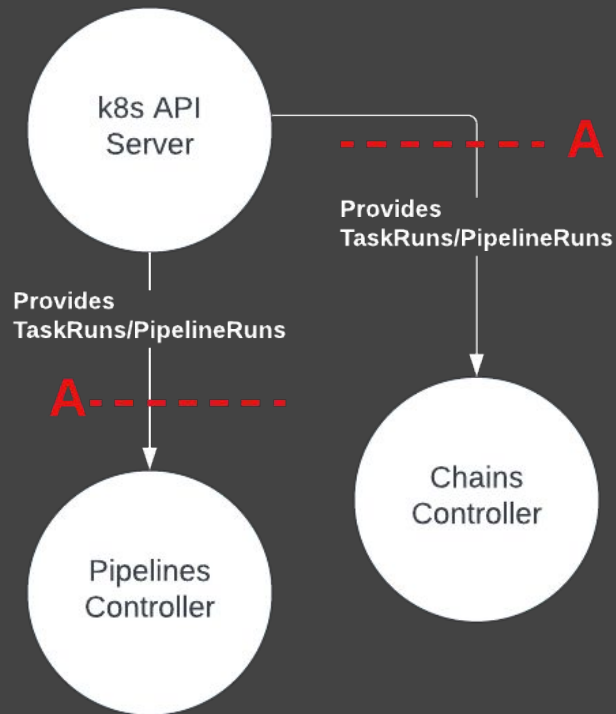 k8s API
Server
A
Provides
TaskRuns/PipelineRuns
Provides
TaskRuns/PipelineRuns
A
Chains
Controller
Pipelines
Controller